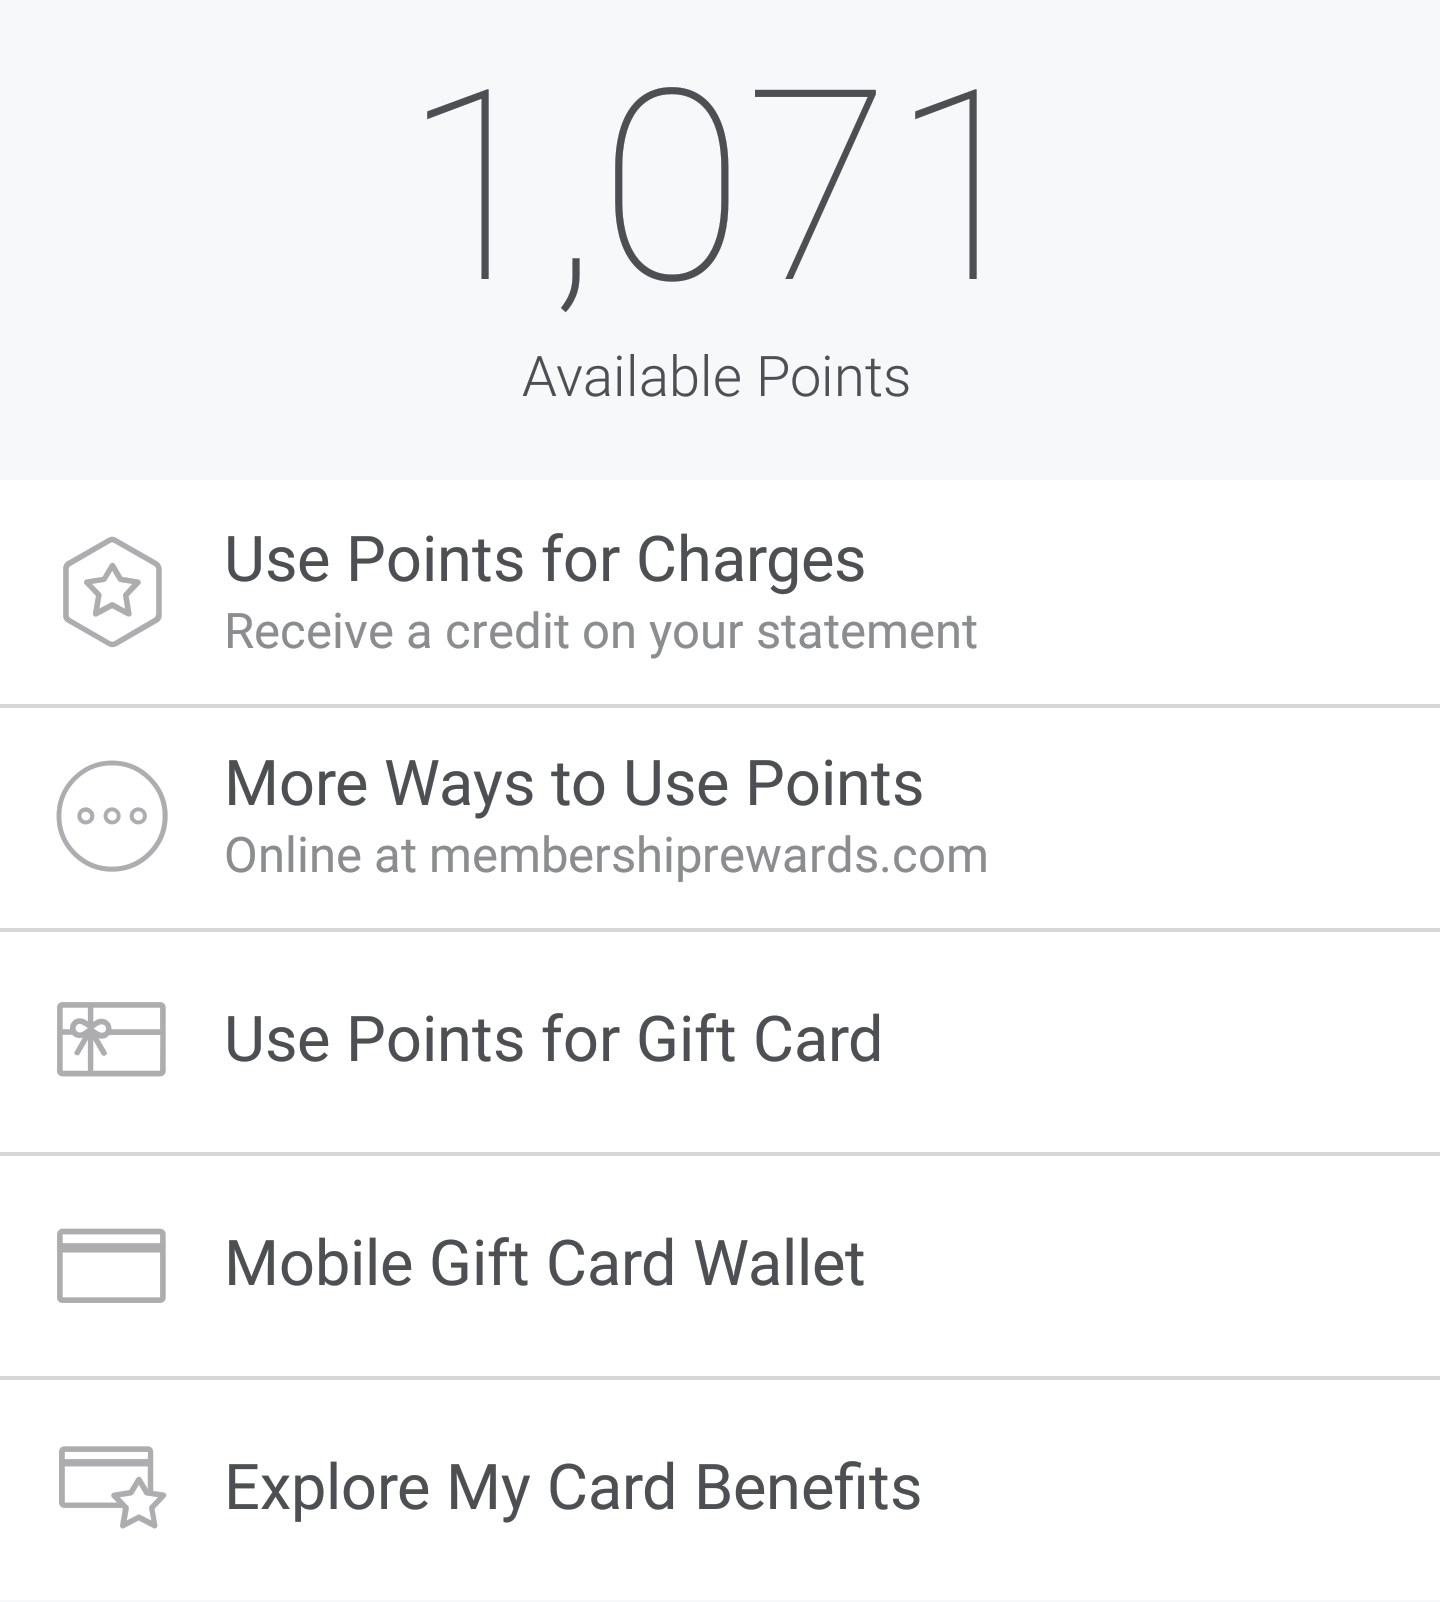 1,071
Available Points
Use Points for Charges
Receive a credit on your statement
More Ways to Use Points
Online at membershiprewards.com
Use Points for Gift Card
Mobile Gift Card Wallet
Explore My Card Benefits